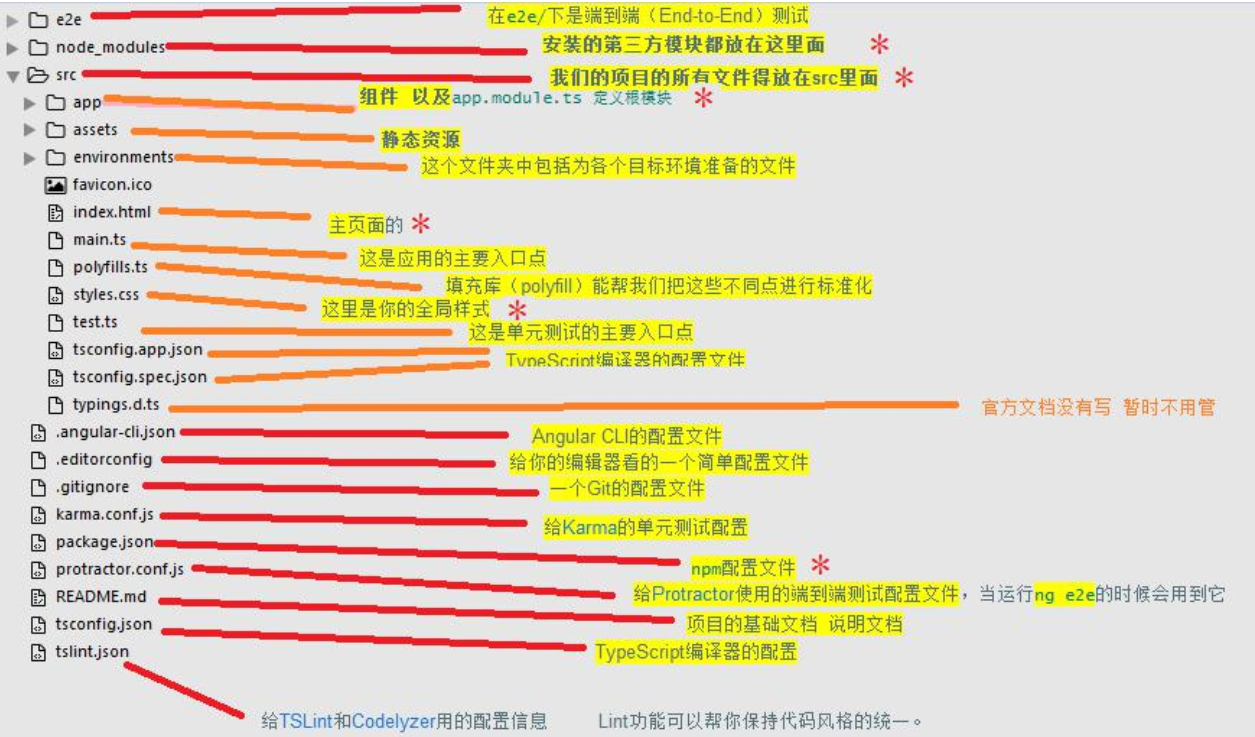 e2e 在e2e/下是端到端（End-to-End）测试
node_modules 安装的第三方模块都放在这里面 *
src 我们的项目的所有文件得放在src里面 *
app 组件 以及app.module.ts 定义根模块 *
assets 静态资源
environments 这个文件夹中包括为各个目标环境准备的文件
favicon.ico
index.html 主页面的 *
main.ts 这是应用的主要入口点
polyfills.ts 填充库（polyfill）能帮我们把这些不同点进行标准化
styles.css 这里是你的全局样式 *
test.ts 这是单元测试的主要入口点
tsconfig.app.json TypeScript编译器的配置文件
tsconfig.spec.json
typings.d.ts 官方文档没有写 暂时不用管
.angular-cli.json Angular CLI的配置文件
.editorconfig 给你的编辑器看的一个简单配置文件
.gitignore 一个Git的配置文件
karma.conf.js 给Karma的单元测试配置
package.json npm配置文件 *
protractor.conf.js 给Protractor使用的端到端测试配置文件，当运行ng e2e的时候会用到它
README.md 项目的基础文档 说明文档
tsconfig.json TypeScript编译器的配置
tslint.json
给TSLint和Codelyzer用的配置信息 Lint功能可以帮你保持代码风格的统一。